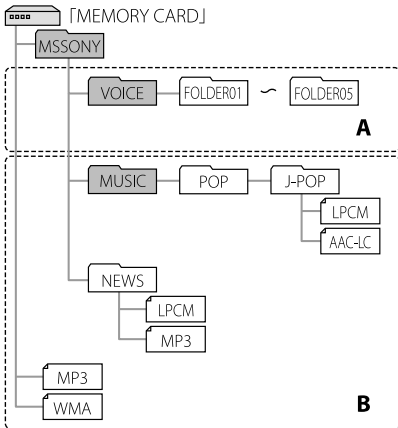 「MEMORY CARD」
MSSONY
VOICE FOLDER01 ~ FOLDER05
A
MUSIC POP J-POP
LPCM
AAC-LC
NEWS
LPCM
MP3
MP3
WMA
B